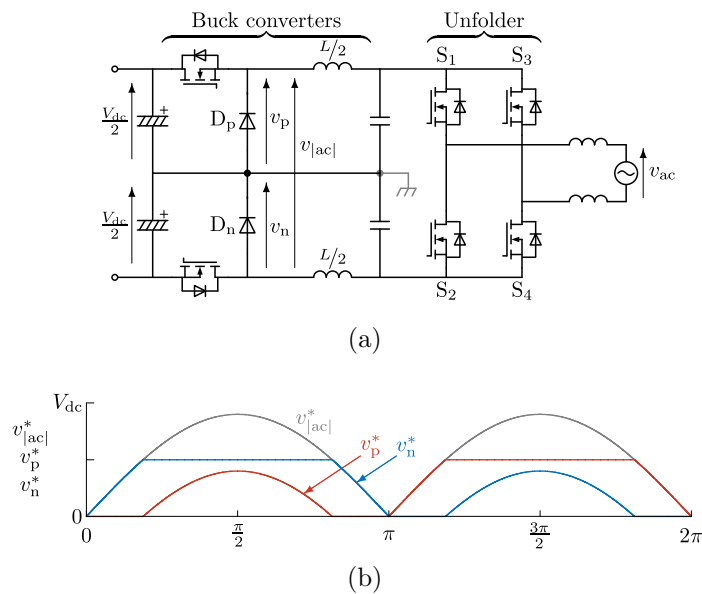 Buck converters Unfolder
L/2 S1 S3
+
Vdc/2 Dp vp
v|ac|
vac
+
Vdc/2 Dn vn
L/2 S2 S4
(a)
Vdc
v*|ac| v*|ac|
v*p v*p v*n
v*n
0
0 π/2 π 3π/2 2π
(b)